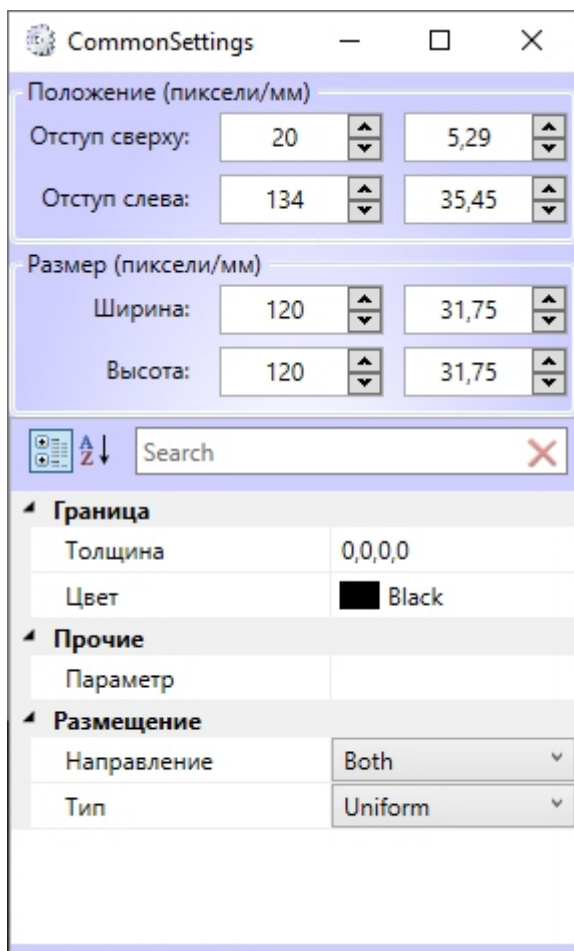 CommonSettings
Положение (пиксели/мм)
Отступ сверху: 20 5,29
Отступ слева: 134 35,45
Размер (пиксели/мм)
Ширина: 120 31,75
Высота: 120 31,75
A Z Search
Граница
Толщина 0,0,0,0
Цвет Black
Прочие
Параметр
Размещение
Направление Both
Тип Uniform